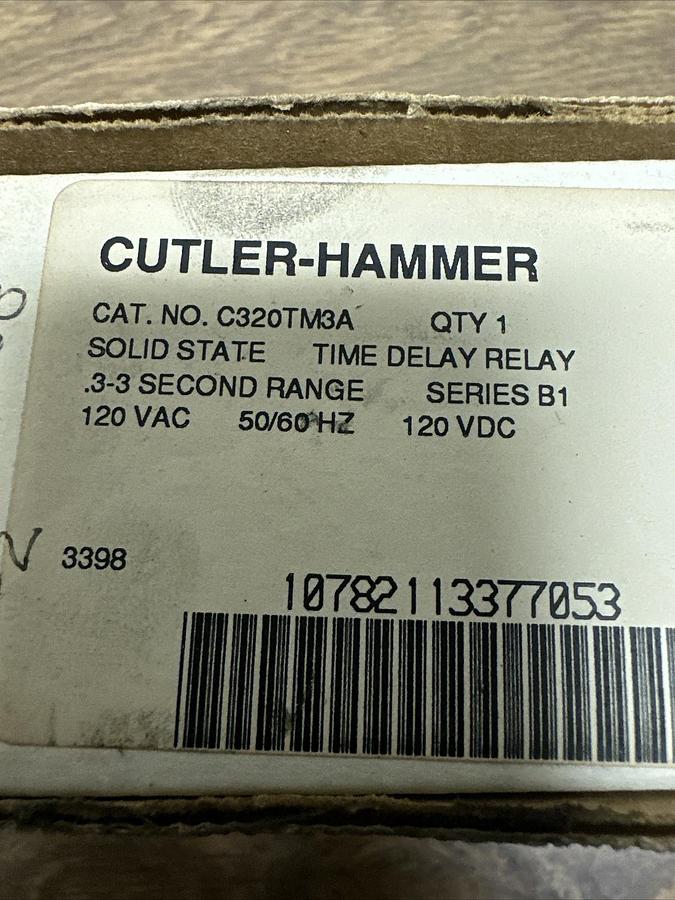 CUTLER-HAMMER
CAT. NO. C320TM3A QTY 1
SOLID STATE TIME DELAY RELAY
.3-3 SECOND RANGE SERIES B1
120 VAC 50/60 HZ 120 VDC
N 3398
10782113377053